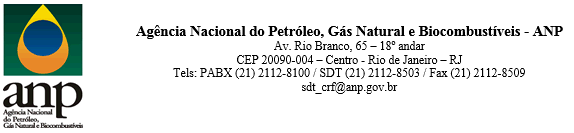 Agência Nacional do Petróleo, Gás Natural e Biocombustíveis - ANP
Av. Rio Branco, 65 – 18º andar
CEP 20090-004 – Centro - Rio de Janeiro – RJ
Tels: PABX (21) 2112-8100 / SDT (21) 2112-8503 / Fax (21) 2112-8509
sdt_crf@anp.gov.br
anp
Agência Nacional
do Petróleo,
Gás Natural e Biocombustíveis